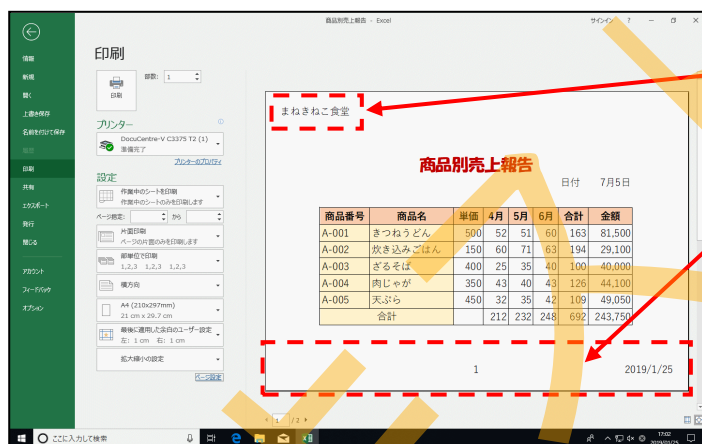 商品別売上報告 - Excel
サインイン ?
印刷
情報
新規
開く
上書き保存
名前を付けて保存
印刷
共有
エクスポート
発行
閉じる
アカウント
フィードバック
オプション
部数: 1
印刷
プリンター
DocuCentre-V C3375 T2 (1)
準備完了
プリンターのプロパティ
設定
作業中のシートを印刷
作業中のシートのみを印刷します
ページ指定: から
片面印刷
ページの片面のみを印刷します
部単位で印刷
1,2,3 1,2,3 1,2,3
横方向
A4 (210x297mm)
21 cm x 29.7 cm
最後に適用した余白のユーザー設定
左: 1 cm 右: 1 cm
拡大縮小の設定
ページ設定
まねきねこ食堂
商品別売上報告
日付 7月5日
商品番号 商品名 単価 4月 5月 6月 合計 金額
A-001 きつねうどん 500 52 51 60 163 81,500
A-002 炊き込みごはん 150 60 71 63 194 29,100
A-003 ざるそば 400 25 35 40 100 40,000
A-004 肉じゃが 350 43 40 43 126 44,100
A-005 天ぷら 450 32 35 42 109 49,050
合計 212 232 248 692 243,750
1 2019/1/25
1 / 2
ここに入力して検索
17:02
2019/01/25